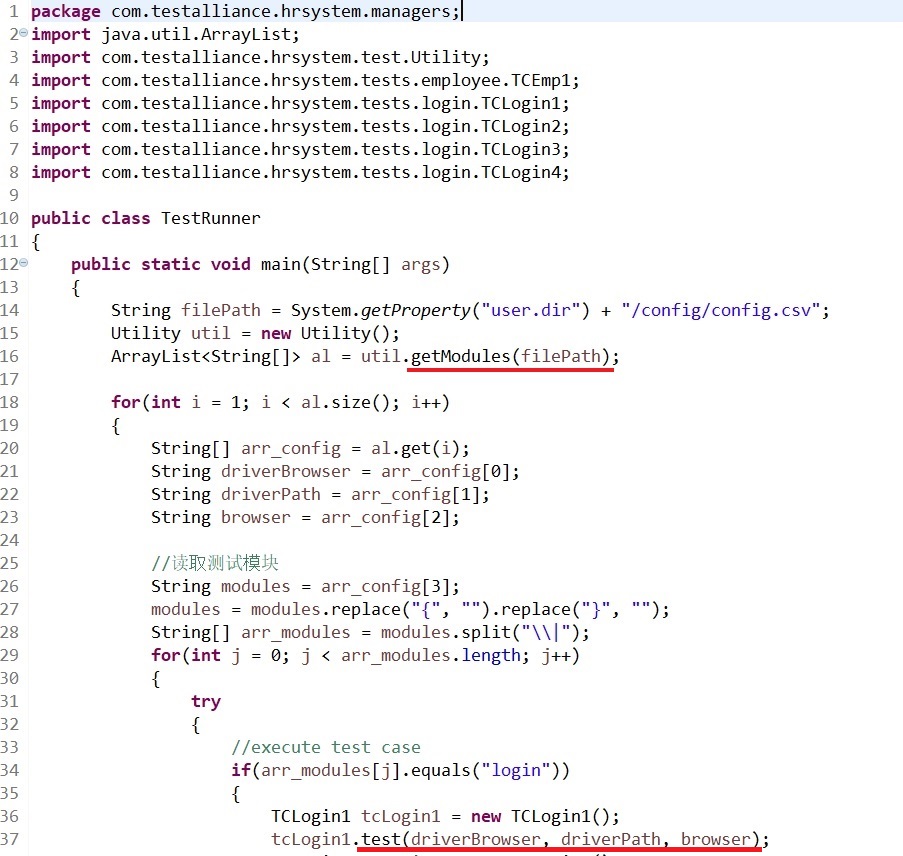 1 package com.testalliance.hrsystem.managers;
2 import java.util.ArrayList;
3 import com.testalliance.hrsystem.test.Utility;
4 import com.testalliance.hrsystem.tests.employee.TCEmp1;
5 import com.testalliance.hrsystem.tests.login.TCLogin1;
6 import com.testalliance.hrsystem.tests.login.TCLogin2;
7 import com.testalliance.hrsystem.tests.login.TCLogin3;
8 import com.testalliance.hrsystem.tests.login.TCLogin4;
9
10 public class TestRunner
11 {
12     public static void main(String[] args)
13     {
14         String filePath = System.getProperty("user.dir") + "/config/config.csv";
15         Utility util = new Utility();
16         ArrayList<String[]> al = util.getModules(filePath);
17
18         for(int i = 1; i < al.size(); i++)
19         {
20             String[] arr_config = al.get(i);
21             String driverBrowser = arr_config[0];
22             String driverPath = arr_config[1];
23             String browser = arr_config[2];
24
25             //读取测试模块
26             String modules = arr_config[3];
27             modules = modules.replace("{", "").replace("}", "");
28             String[] arr_modules = modules.split("\\|");
29             for(int j = 0; j < arr_modules.length; j++)
30             {
31                 try
32                 {
33                     //execute test case
34                     if(arr_modules[j].equals("login"))
35                     {
36                         TCLogin1 tcLogin1 = new TCLogin1();
37                         tcLogin1.test(driverBrowser, driverPath, browser);